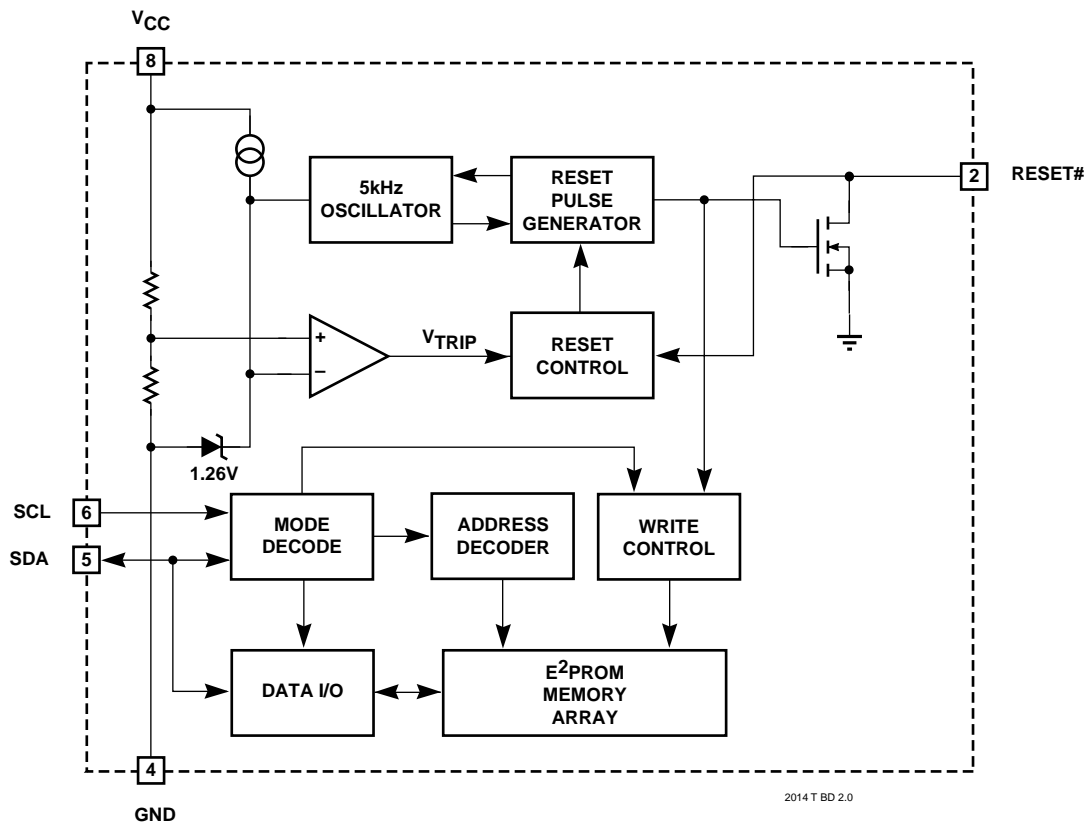 VCC
8
5kHz
OSCILLATOR
RESET
PULSE
GENERATOR
2
RESET#
+
–
VTRIP
RESET
CONTROL
1.26V
SCL
6
SDA
5
MODE
DECODE
ADDRESS
DECODER
WRITE
CONTROL
DATA I/O
E2PROM
MEMORY
ARRAY
4
GND
2014 T BD 2.0